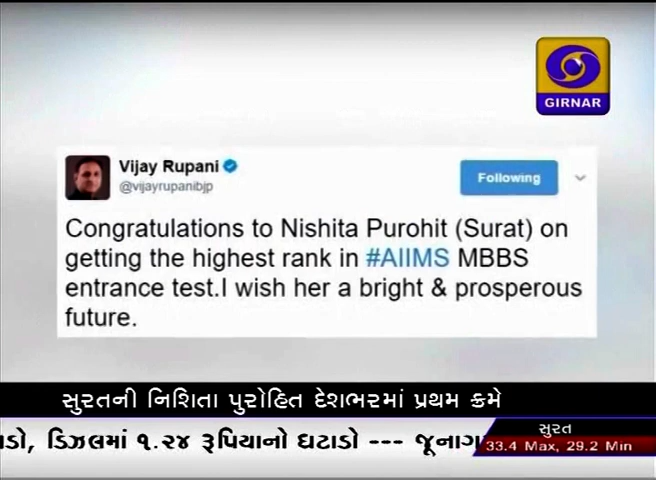 GIRNAR
Vijay Rupani
@vijayrupanibjp
Following
Congratulations to Nishita Purohit (Surat) on
getting the highest rank in #AIIMS MBBS
entrance test.I wish her a bright & prosperous
future.
સુરતની નિશિતા પુરોહિત દેશભરમાં પ્રથમ ક્રમે
ડો, ડિઝલમાં ૧.૨૪ રૂપિયાનો ઘટાડો --- જૂનાગ
સુરત
33.4 Max, 29.2 Min